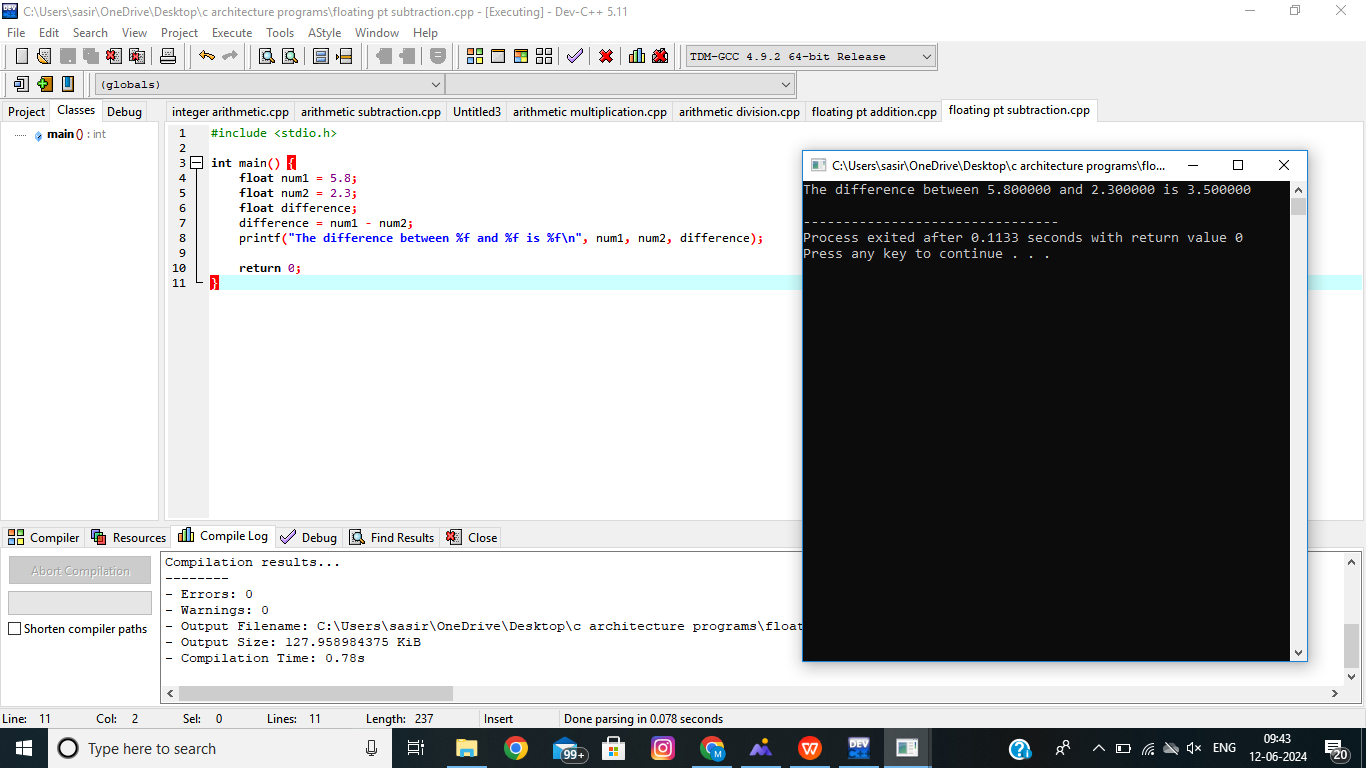 C:\Users\sasir\OneDrive\Desktop\c architecture programs\floating pt subtraction.cpp - [Executing] - Dev-C++ 5.11
File Edit Search View Project Execute Tools AStyle Window Help
TDM-GCC 4.9.2 64-bit Release
(globals)
Project Classes Debug
integer arithmetic.cpp arithmetic subtraction.cpp Untitled3 arithmetic multiplication.cpp arithmetic division.cpp floating pt addition.cpp floating pt subtraction.cpp
main () : int
1 #include <stdio.h>
2
3 int main() {
4 float num1 = 5.8;
5 float num2 = 2.3;
6 float difference;
7 difference = num1 - num2;
8 printf("The difference between %f and %f is %f\n", num1, num2, difference);
9
10 return 0;
11 }
C:\Users\sasir\OneDrive\Desktop\c architecture programs\flo...
The difference between 5.800000 and 2.300000 is 3.500000
--------------------------------
Process exited after 0.1133 seconds with return value 0
Press any key to continue . . .
Compiler Resources Compile Log Debug Find Results Close
Abort Compilation
Shorten compiler paths
Compilation results...
--------
- Errors: 0
- Warnings: 0
- Output Filename: C:\Users\sasir\OneDrive\Desktop\c architecture programs\float
- Output Size: 127.958984375 KiB
- Compilation Time: 0.78s
Line: 11 Col: 2 Sel: 0 Lines: 11 Length: 237 Insert Done parsing in 0.078 seconds
Type here to search
99+
M
W
DEV
ENG
09:43
12-06-2024
20